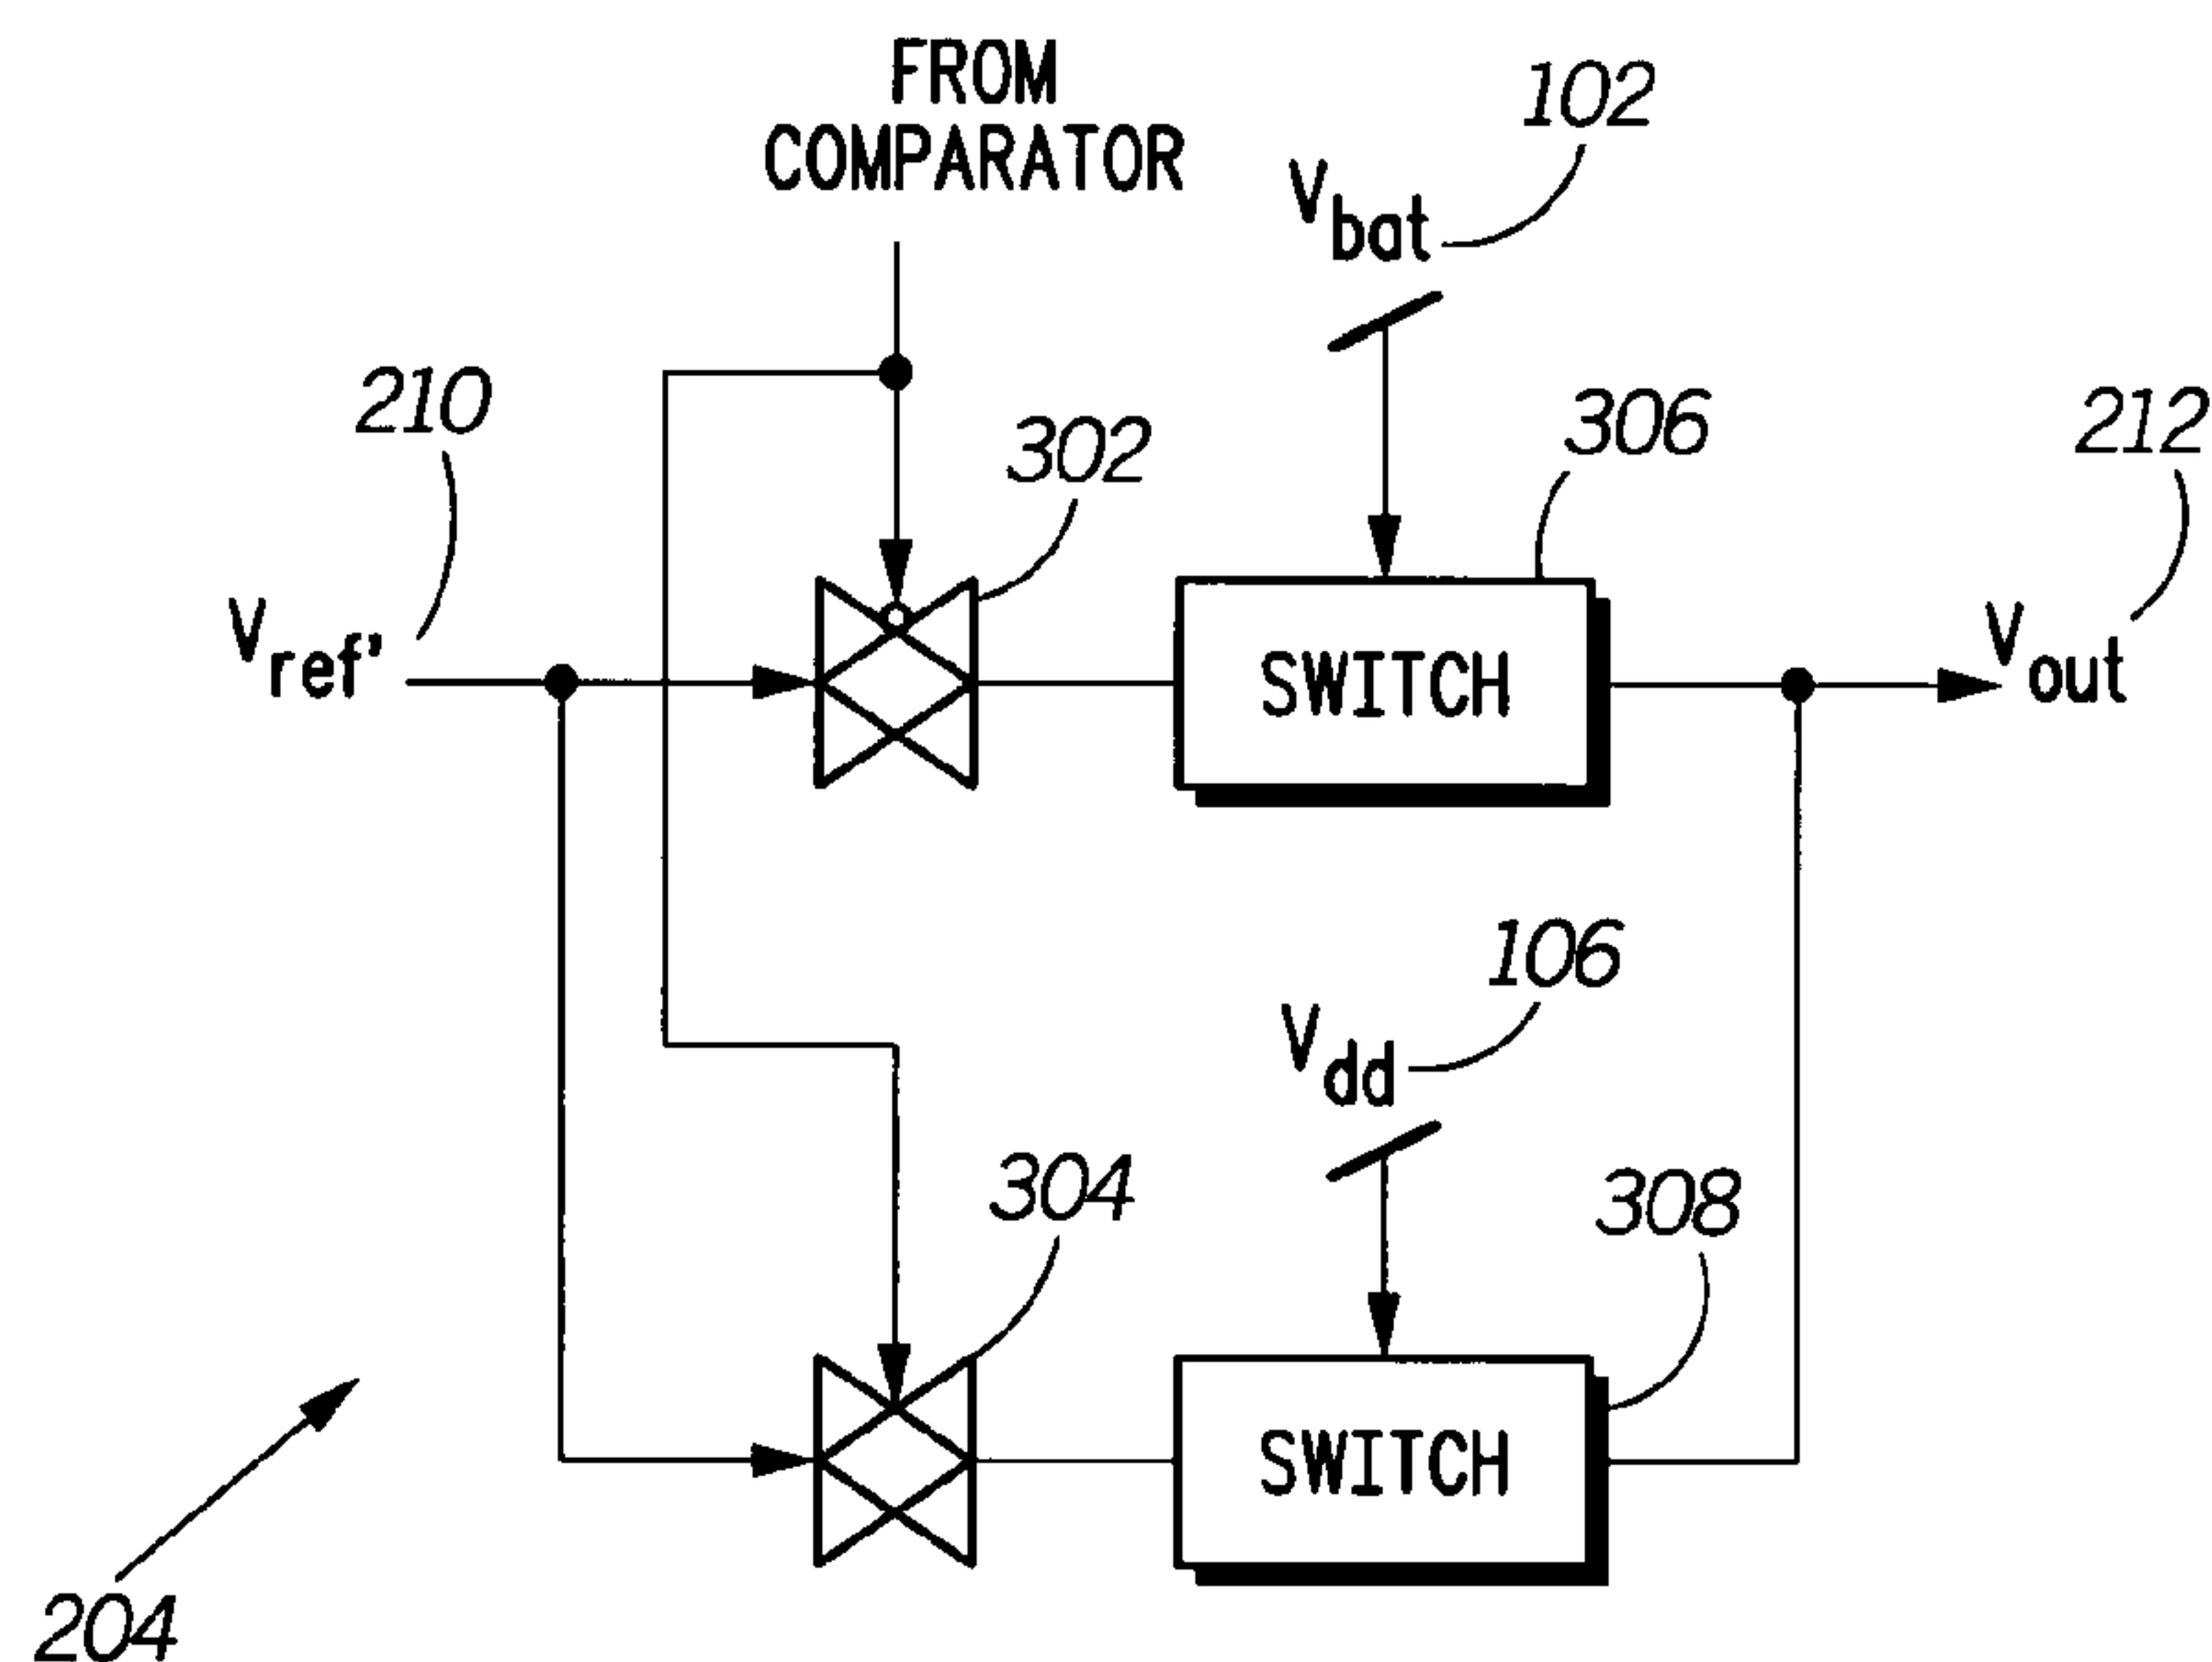 FROM
COMPARATOR
102
Vbat
210
302
306
212
Vref'
SWITCH
Vout
106
Vdd
304
308
SWITCH
204